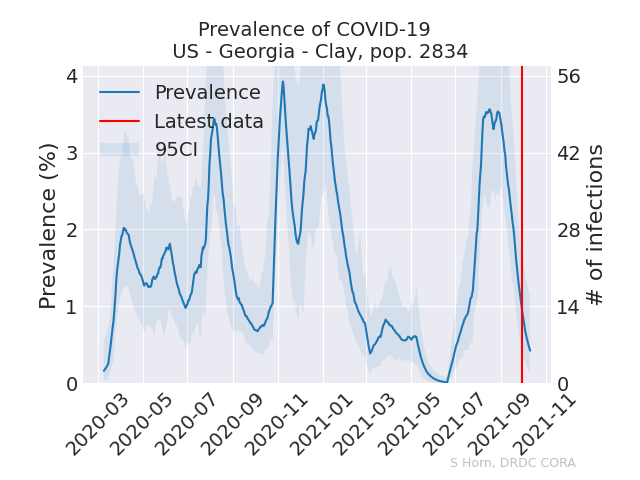 Prevalence of COVID-19
US - Georgia - Clay, pop. 2834
Prevalence
Latest data
95CI
Prevalence (%)
4
3
2
1
0
56
42
28
14
0
# of infections
2020-03
2020-05
2020-07
2020-09
2020-11
2021-01
2021-03
2021-05
2021-07
2021-09
2021-11
S Horn, DRDC CORA